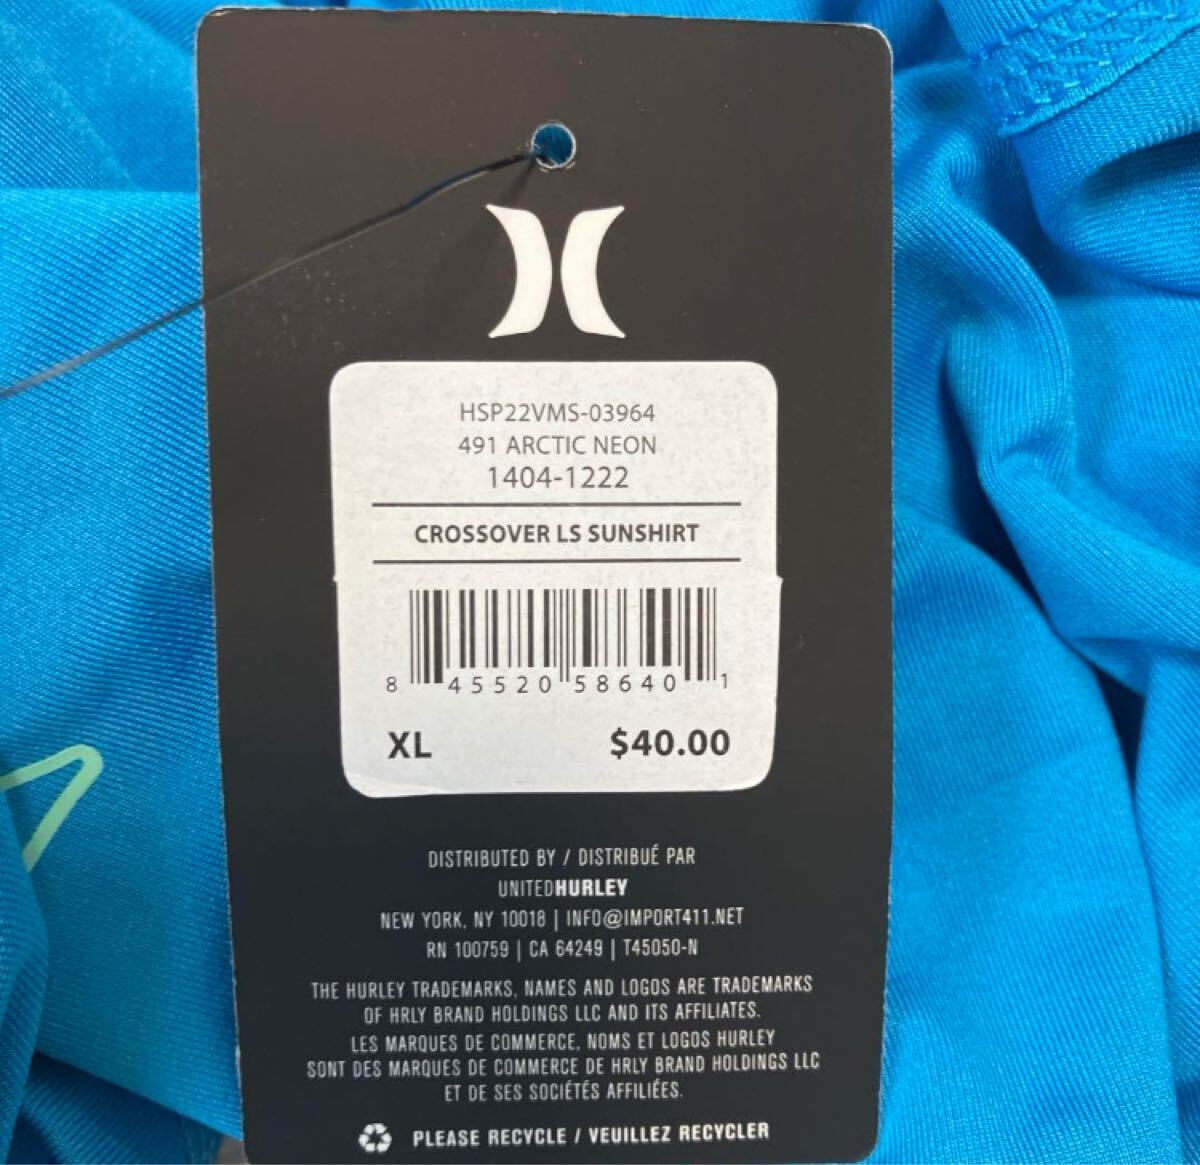 HSP22VMS-03964
491 ARCTIC NEON
1404-1222
CROSSOVER LS SUNSHIRT
8 45520 58640 1
XL $40.00
DISTRIBUTED BY / DISTRIBUÉ PAR
UNITEDHURLEY
NEW YORK, NY 10018 | INFO@IMPORT411.NET
RN 100759 | CA 64249 | T45050-N
THE HURLEY TRADEMARKS, NAMES AND LOGOS ARE TRADEMARKS
OF HRLY BRAND HOLDINGS LLC AND ITS AFFILIATES.
LES MARQUES DE COMMERCE, NOMS ET LOGOS HURLEY
SONT DES MARQUES DE COMMERCE DE HRLY BRAND HOLDINGS LLC
ET DE SES SOCIÉTÉS AFFILIÉES.
PLEASE RECYCLE / VEUILLEZ RECYCLER